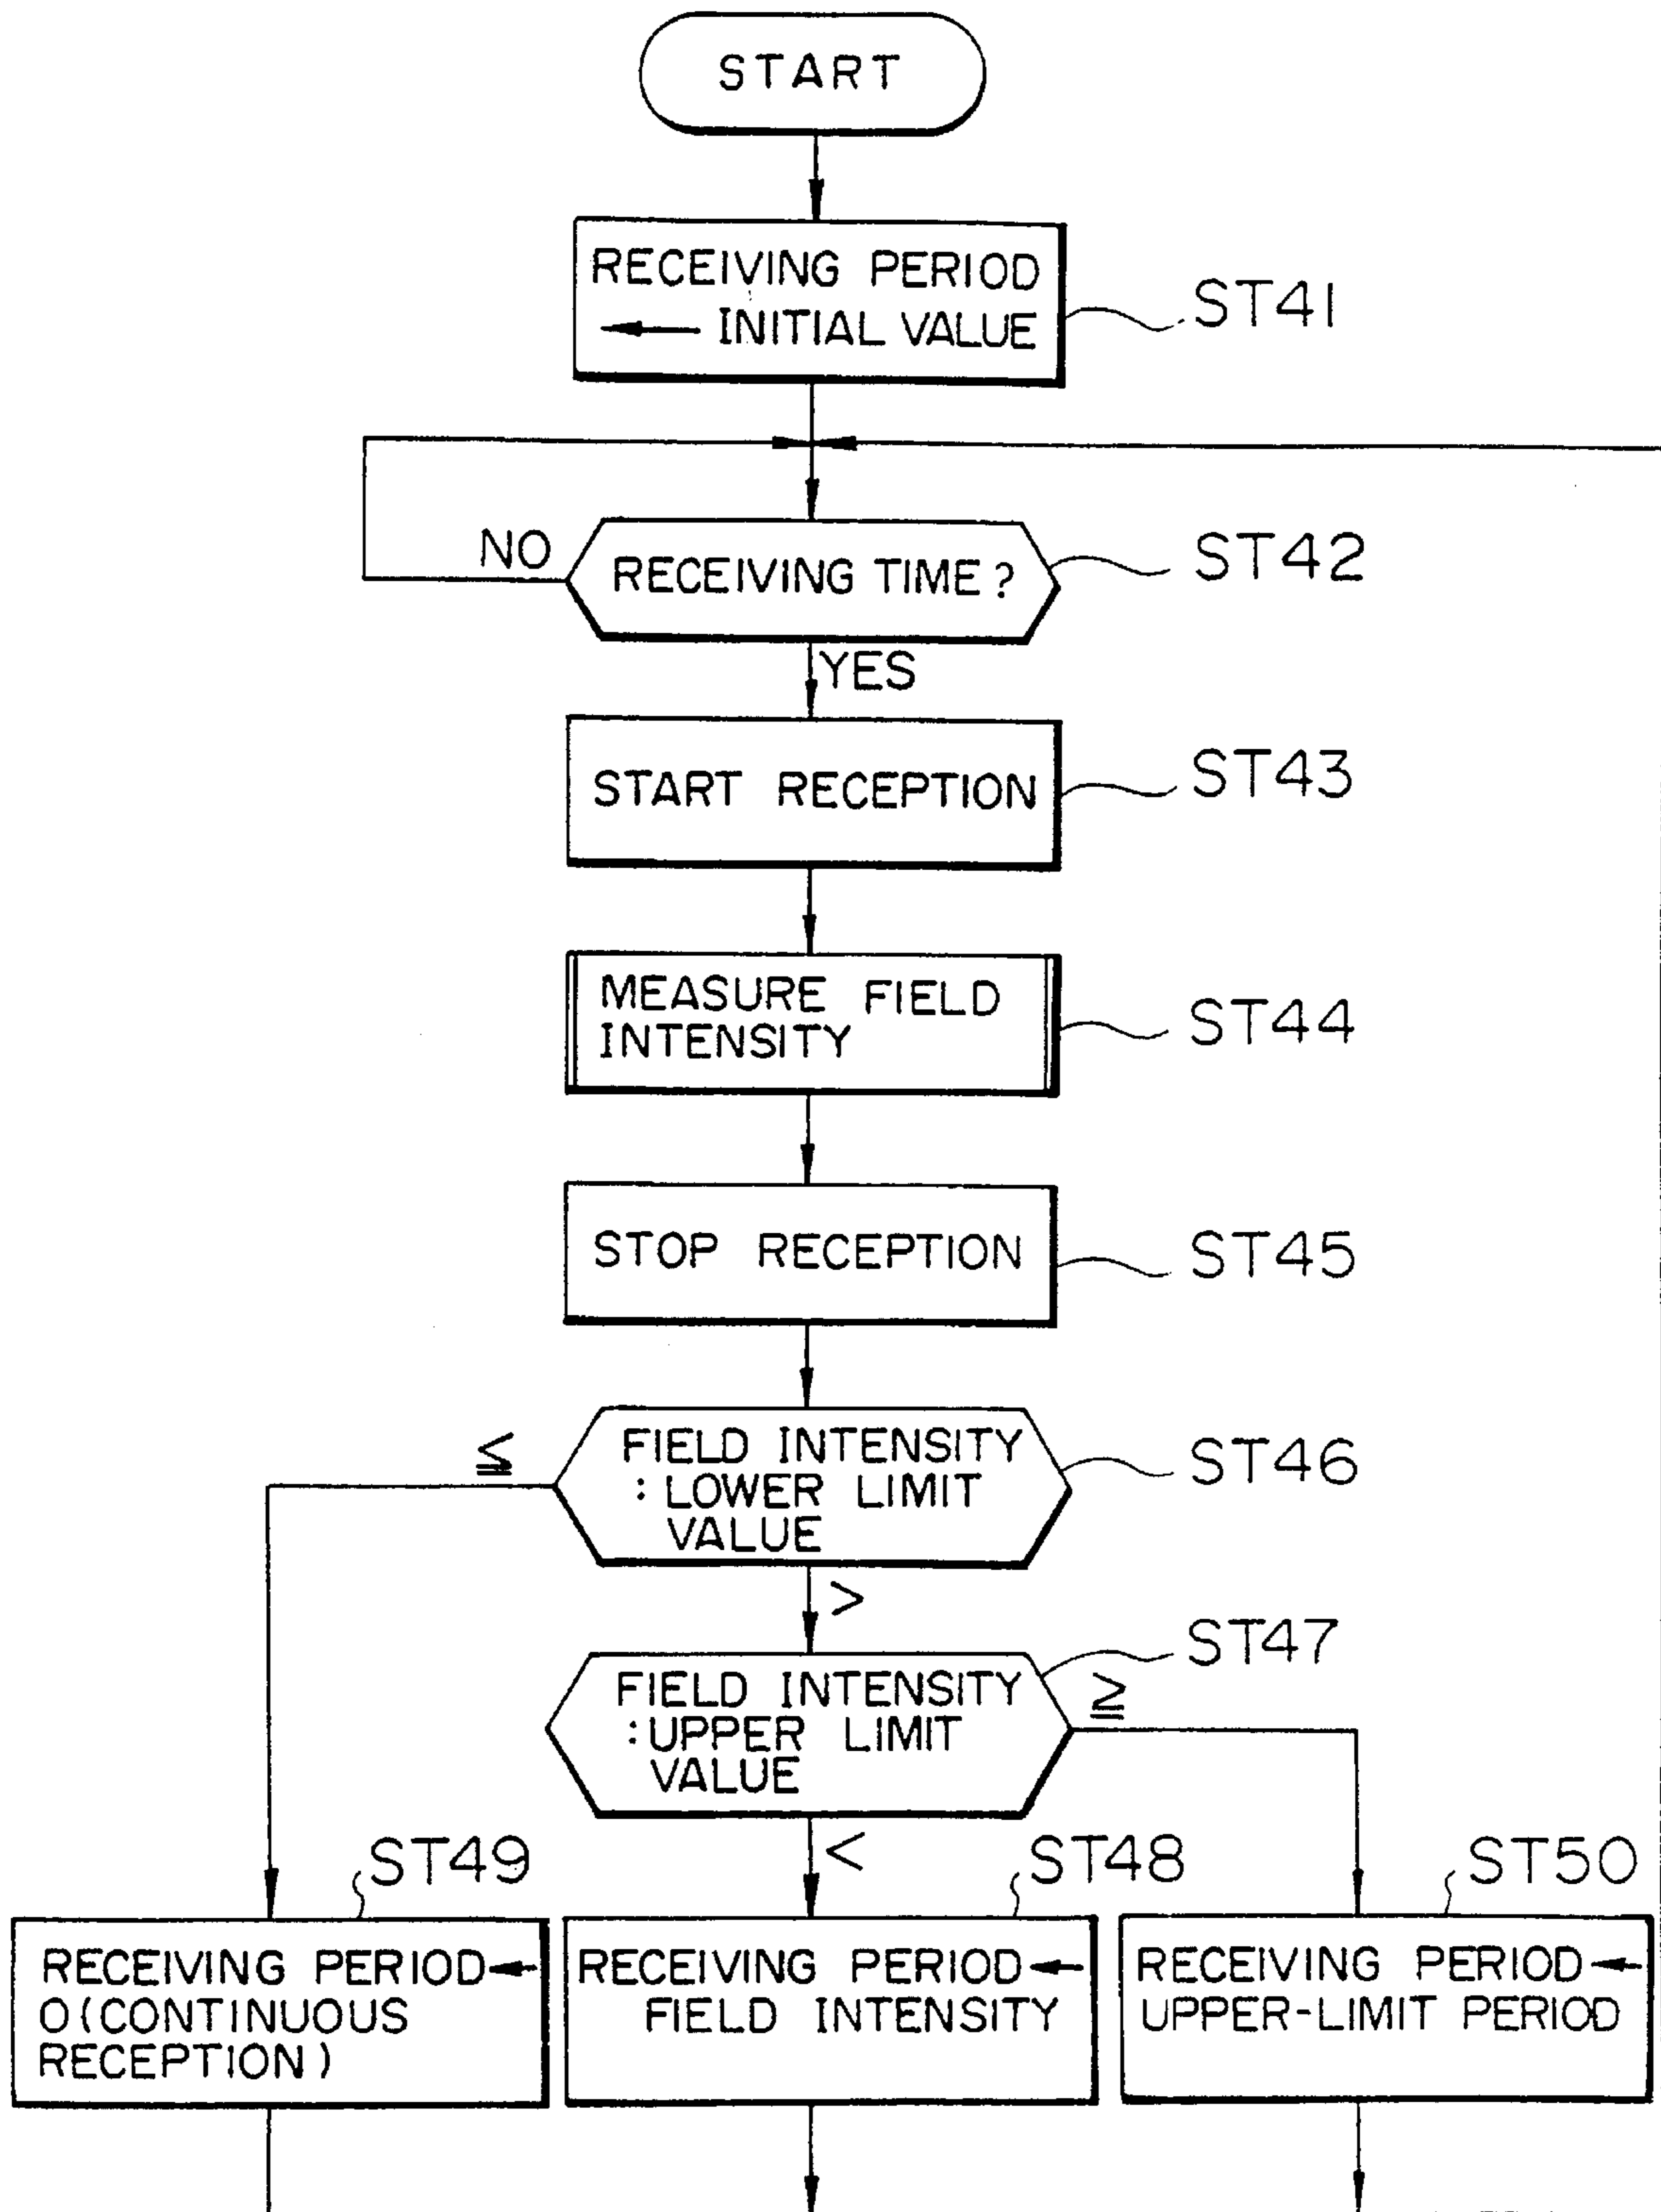 START
RECEIVING PERIOD
← INITIAL VALUE
ST41
NO
RECEIVING TIME?
ST42
YES
START RECEPTION
ST43
MEASURE FIELD
INTENSITY
ST44
STOP RECEPTION
ST45
≦
FIELD INTENSITY
: LOWER LIMIT
VALUE
ST46
>
ST47
FIELD INTENSITY
:UPPER LIMIT
VALUE
≧
<
ST49
ST48
ST50
RECEIVING PERIOD←
0(CONTINUOUS
RECEPTION)
RECEIVING PERIOD←
FIELD INTENSITY
RECEIVING PERIOD←
UPPER-LIMIT PERIOD